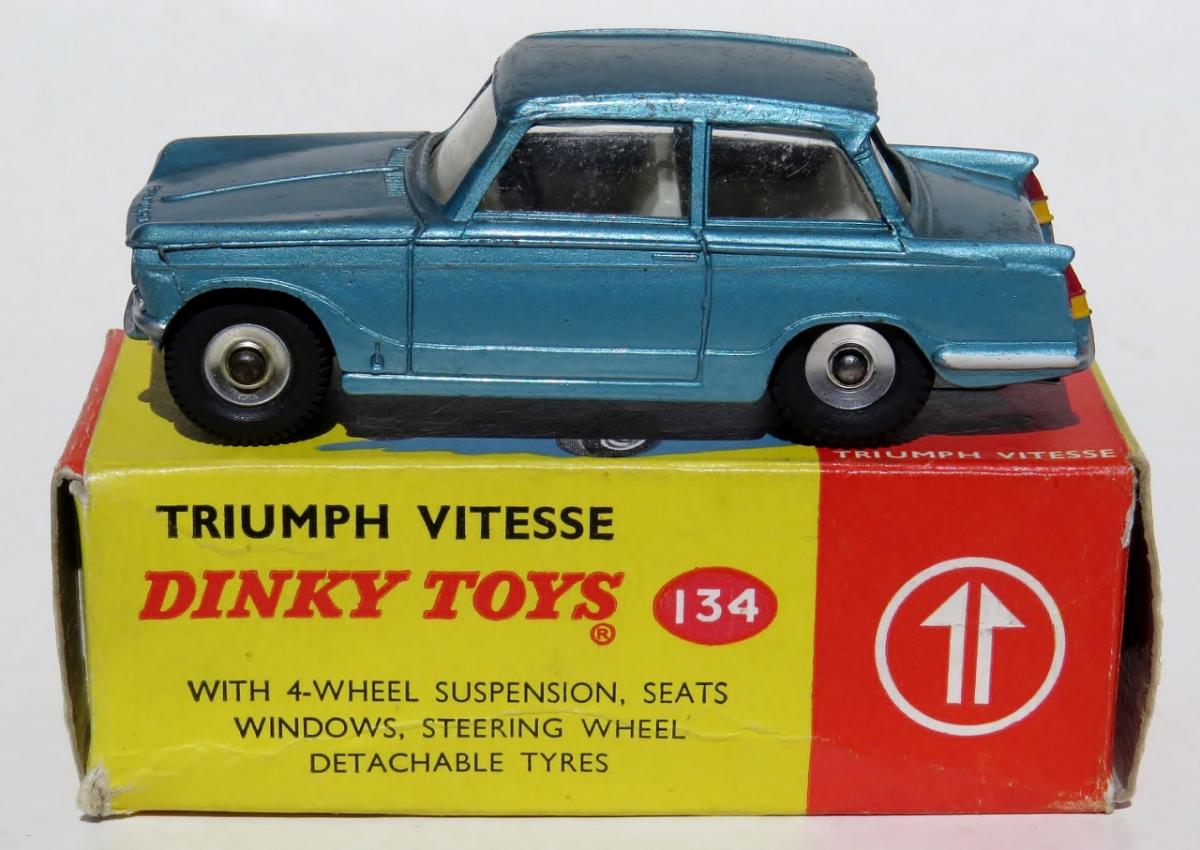 TRIUMPH VITESSE
TRIUMPH VITESSE
DINKY TOYS®
134
WITH 4-WHEEL SUSPENSION, SEATS
WINDOWS, STEERING WHEEL
DETACHABLE TYRES